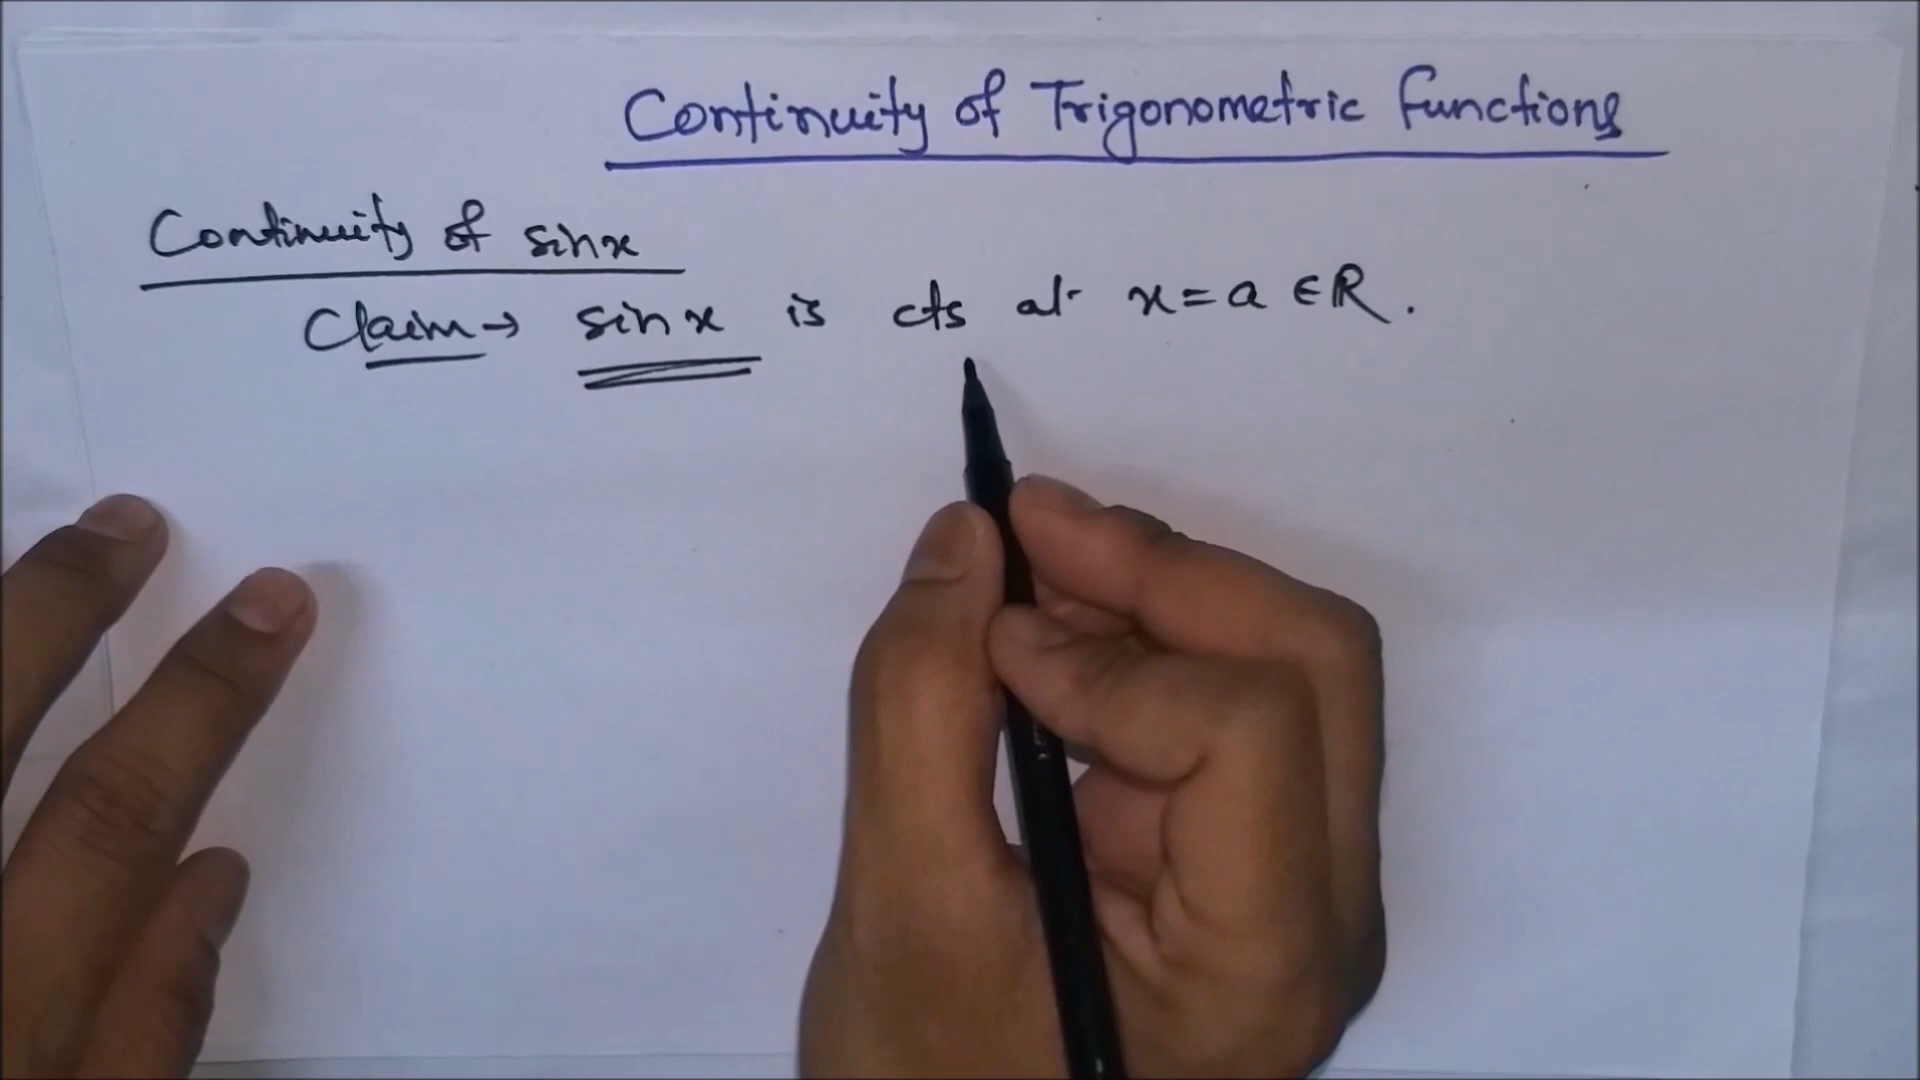 Continuity of Trigonometric functions
Continuity of sinx
Claim → sinx is cts at x=a ∈R.